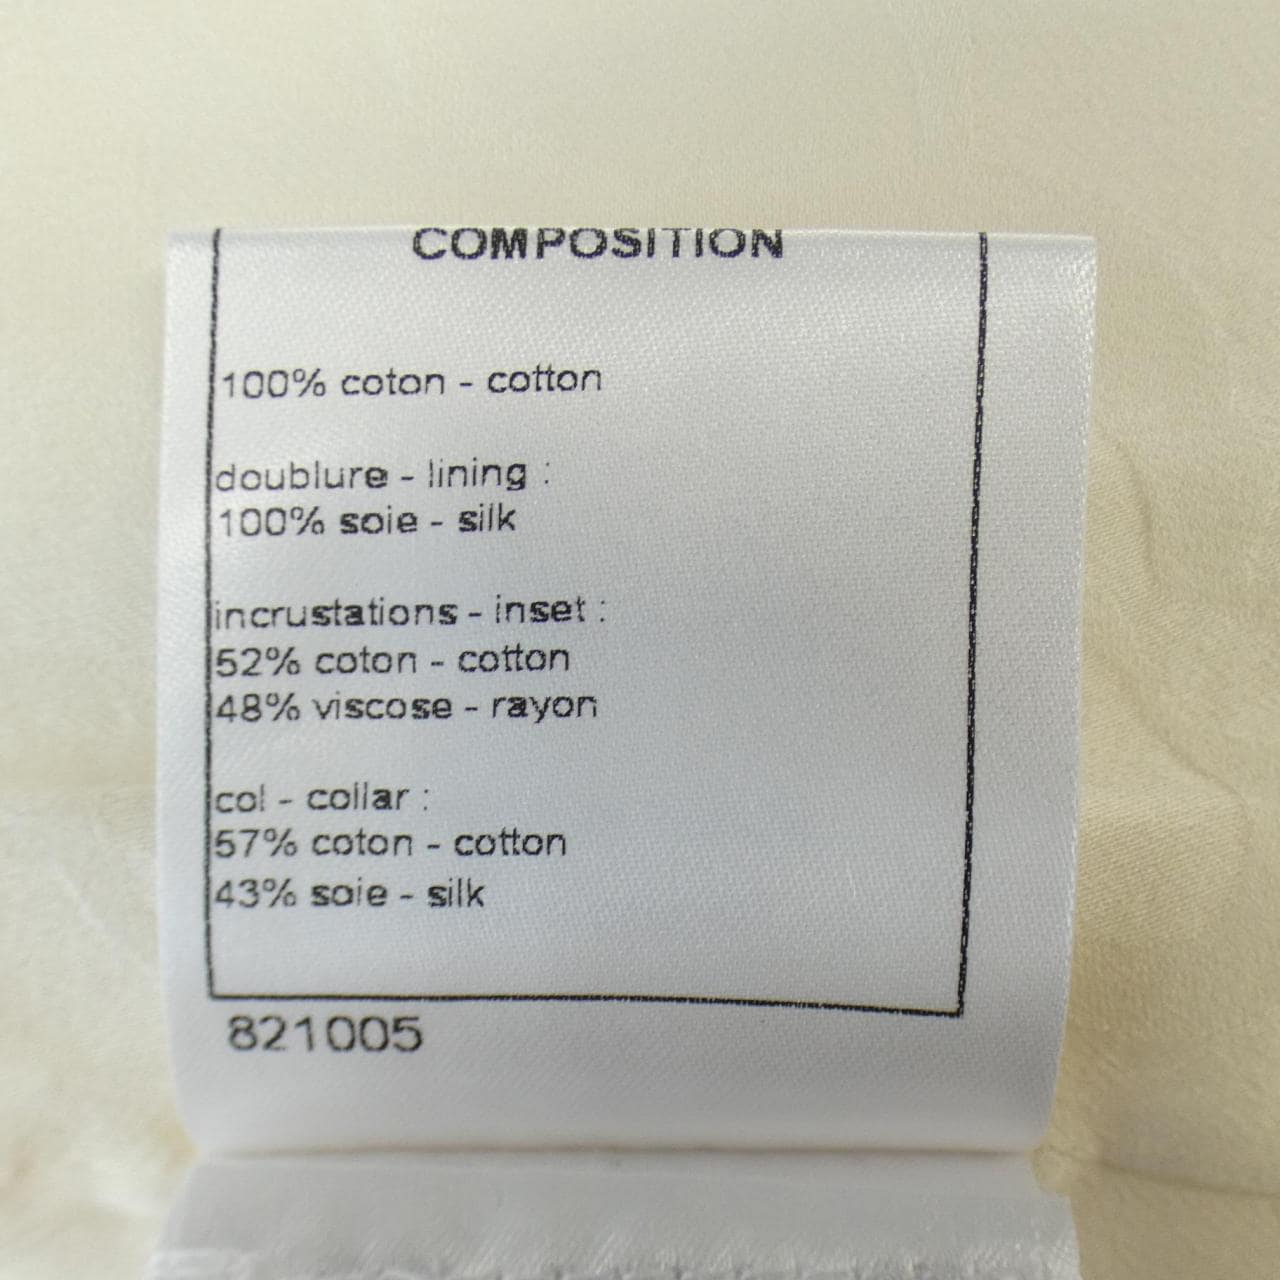 COMPOSITION
100% coton - cotton
doublure - lining :
100% soie - silk
incrustations - inset :
52% coton - cotton
48% viscose - rayon
col - collar :
57% coton - cotton
43% soie - silk
821005